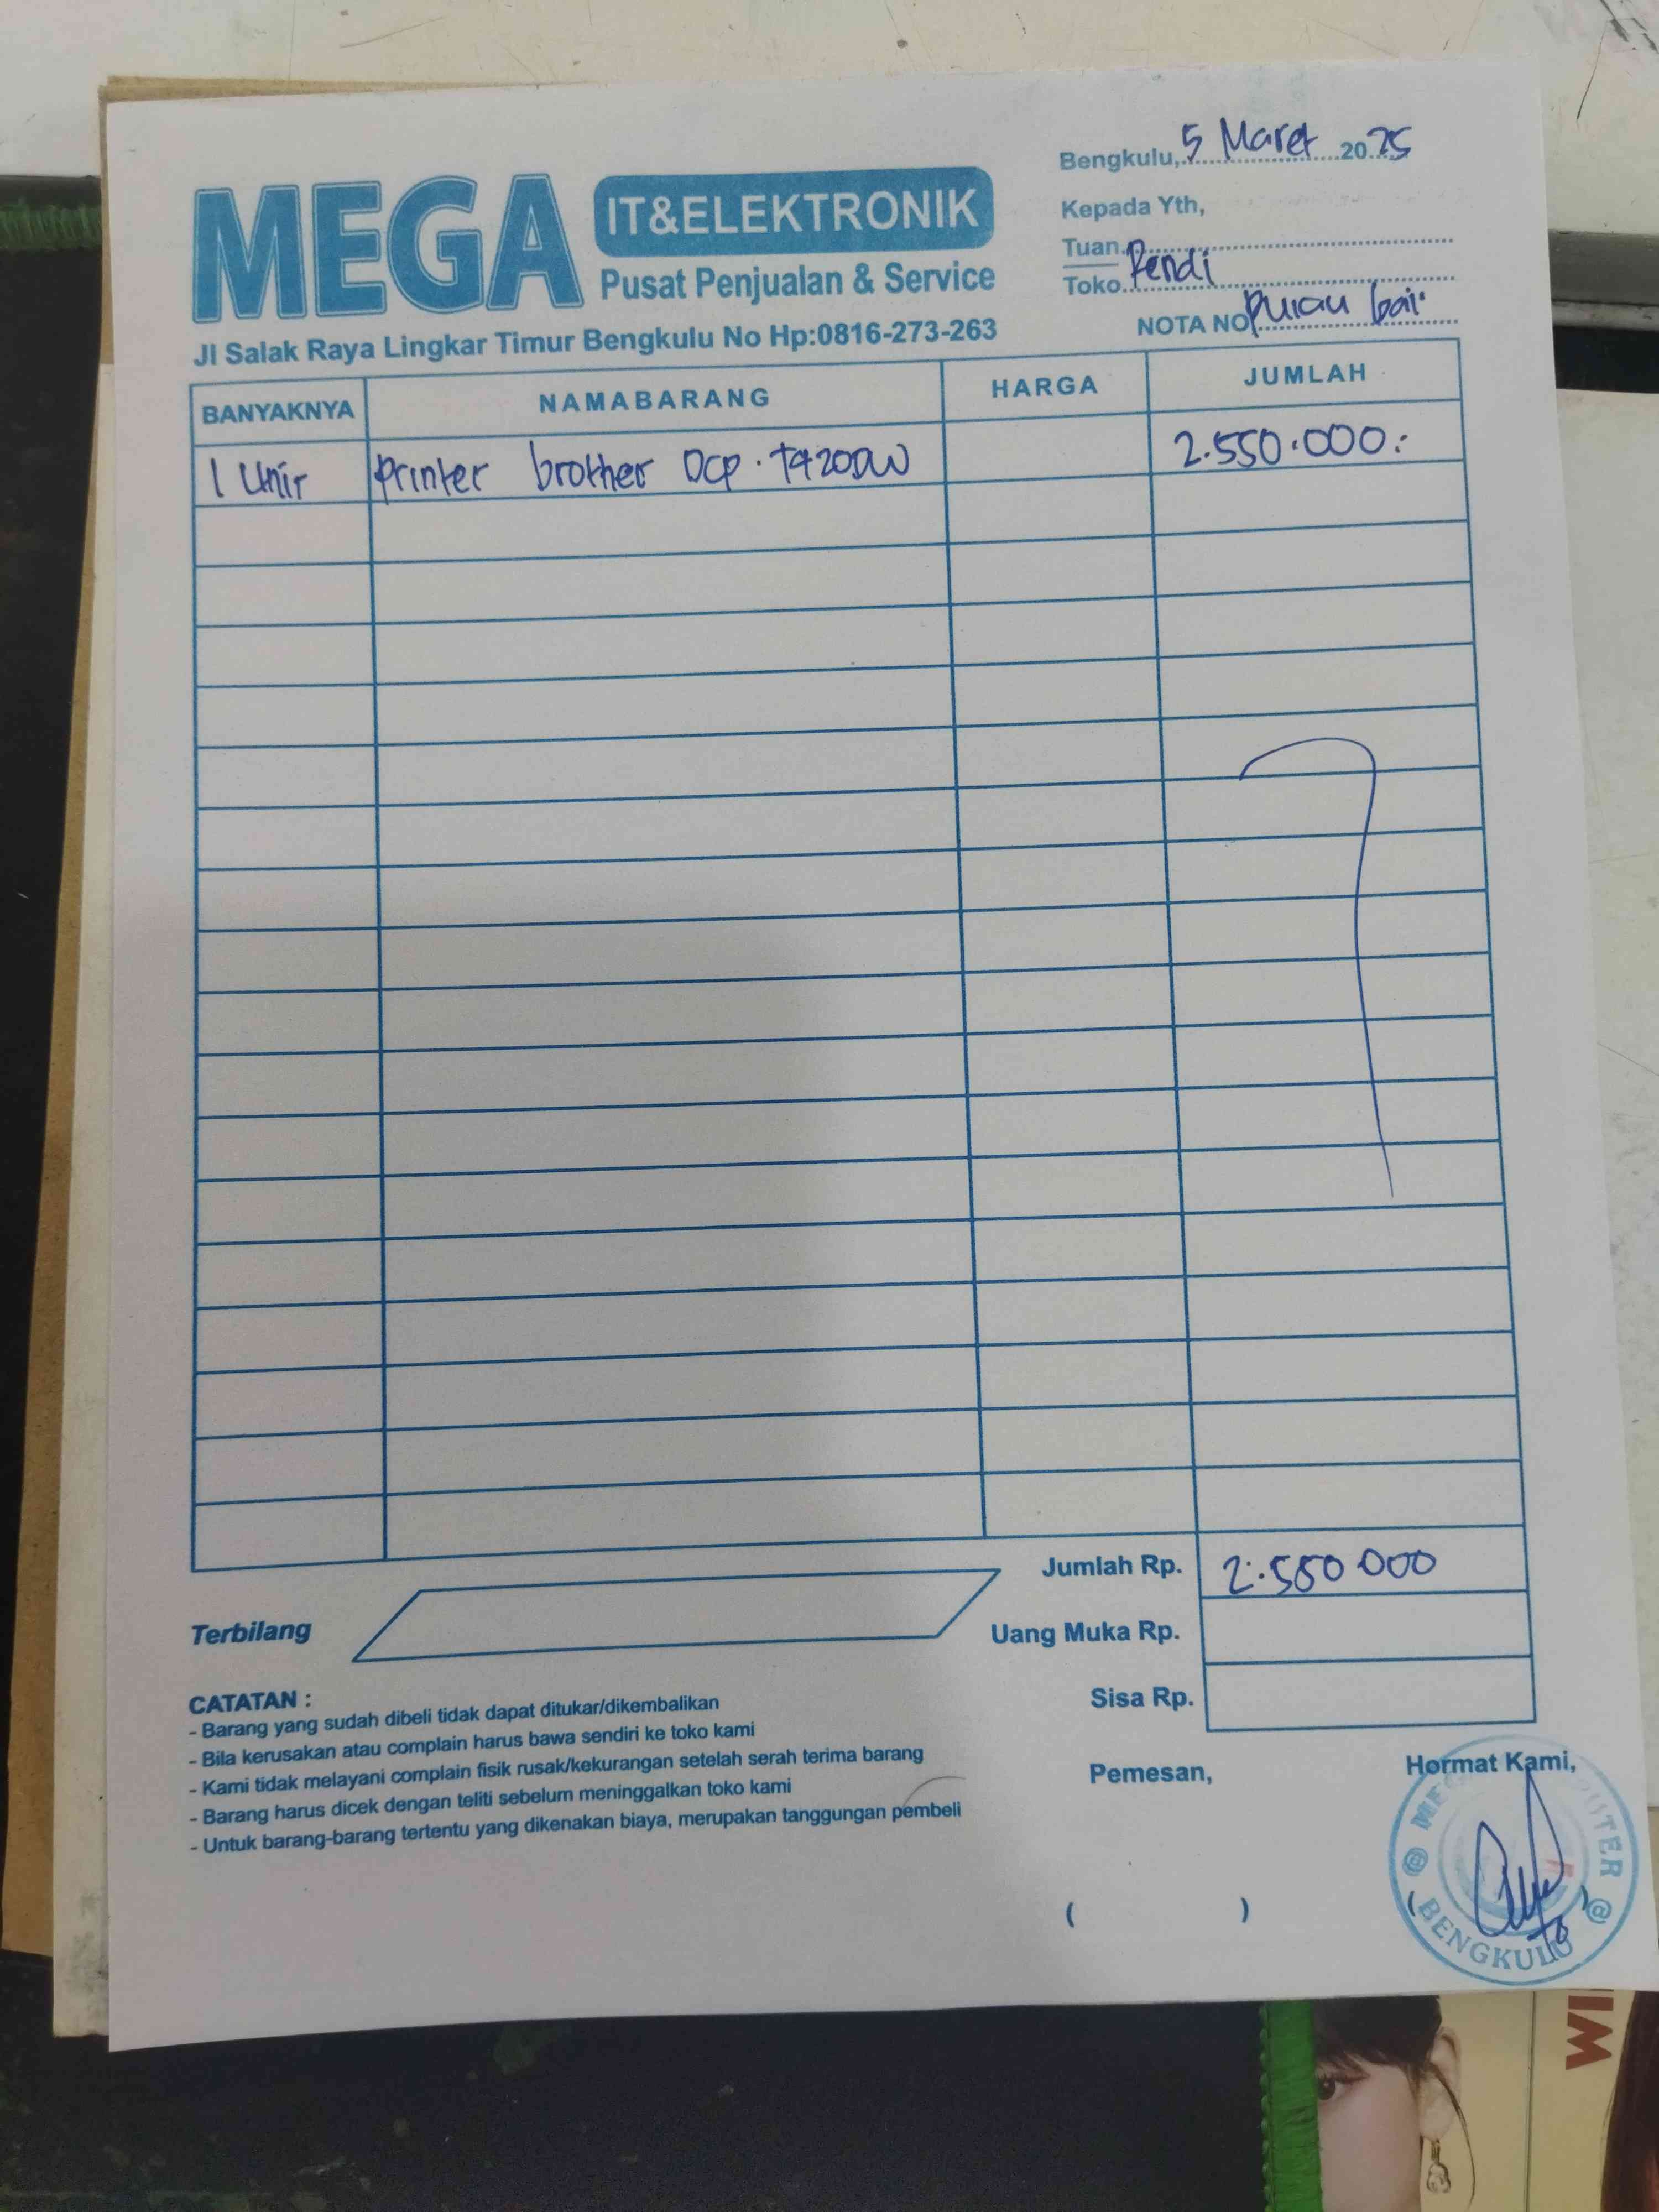 Bengkulu, 5 Maret 2025
MEGA IT&ELEKTRONIK
Pusat Penjualan & Service
Jl Salak Raya Lingkar Timur Bengkulu No Hp:0816-273-263
Kepada Yth,
Tuan
Toko Pendi
NOTA NO Pulau bai
BANYAKNYA NAMABARANG HARGA JUMLAH
1 Unit Printer brother DCP.T920DW 2.550.000:
Jumlah Rp. 2.550.000
Terbilang
Uang Muka Rp.
Sisa Rp.
CATATAN :
- Barang yang sudah dibeli tidak dapat ditukar/dikembalikan
- Bila kerusakan atau complain harus bawa sendiri ke toko kami
- Kami tidak melayani complain fisik rusak/kekurangan setelah serah terima barang
- Barang harus dicek dengan teliti sebelum meninggalkan toko kami
- Untuk barang-barang tertentu yang dikenakan biaya, merupakan tanggungan pembeli
Pemesan,
Hormat Kami,
( )
BENGKULU
WI